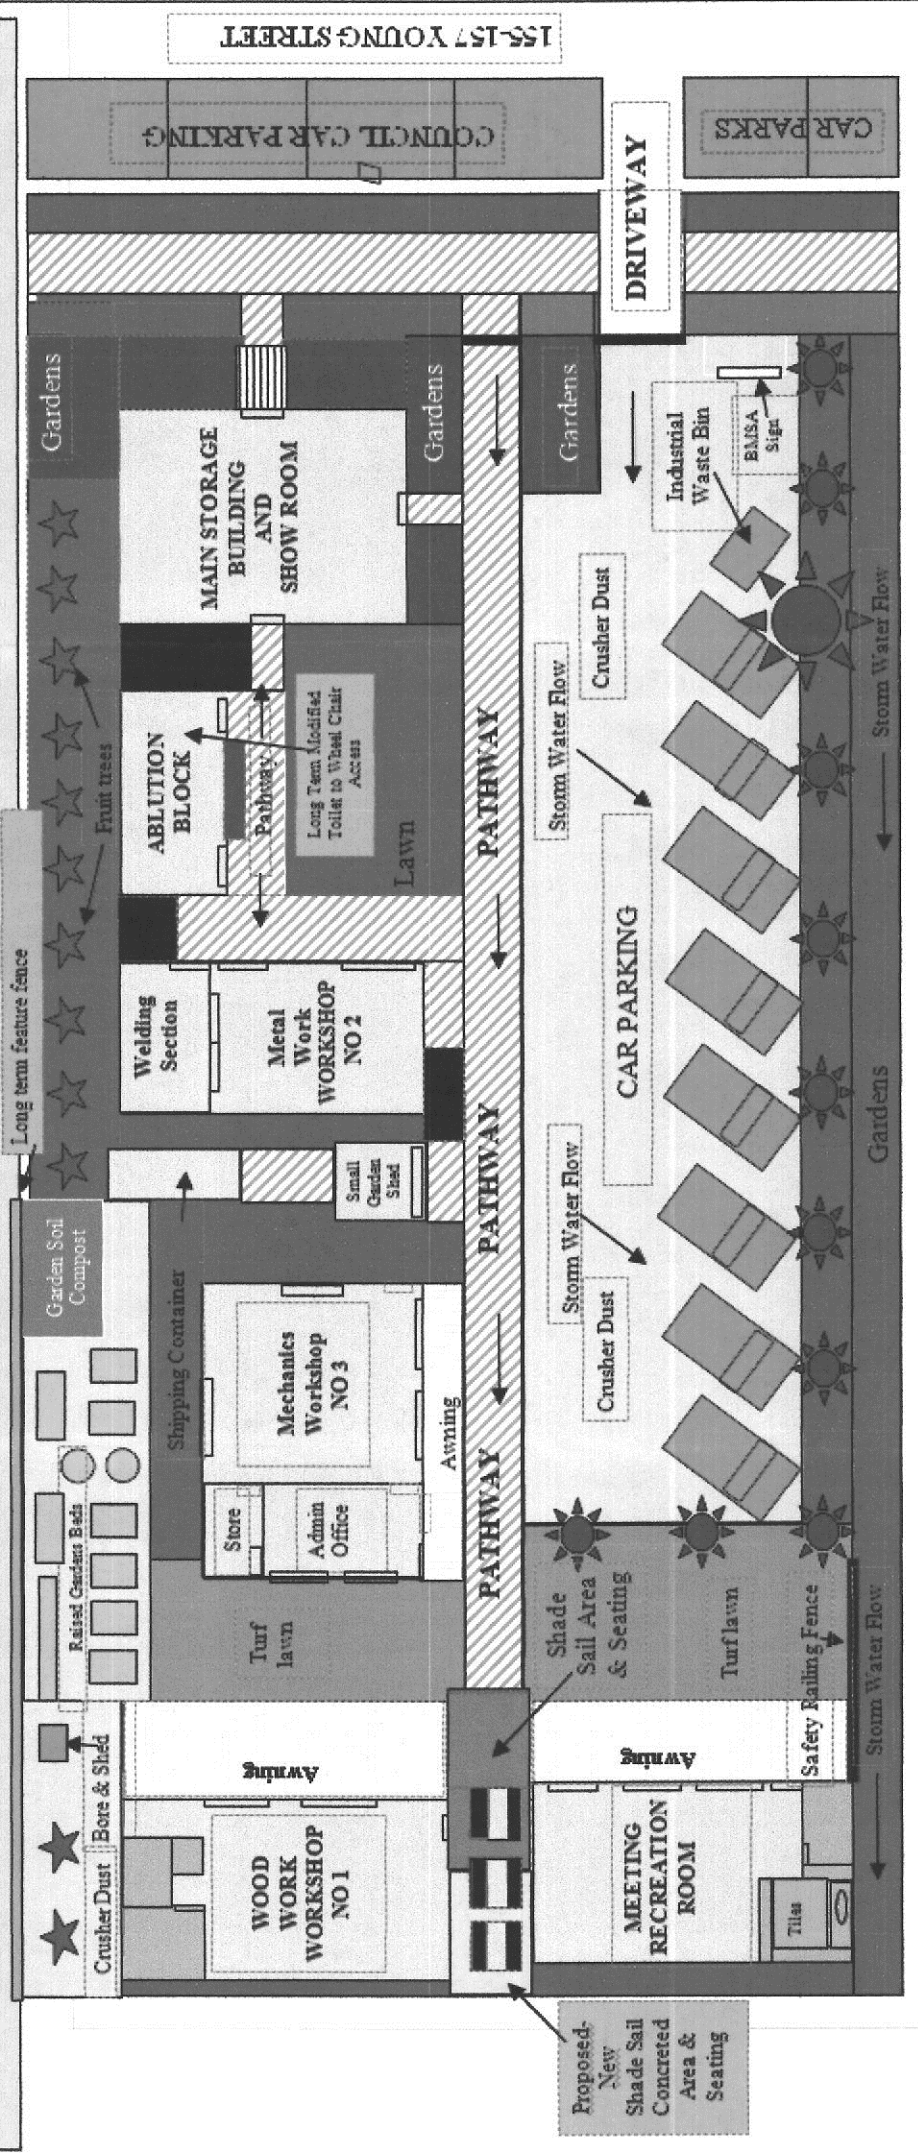 155-157 YOUNG STREET
COUNCIL CAR PARKING
CAR PARKS
DRIVEWAY
Gardens
MAIN STORAGE
BUILDING
AND
SHOW ROOM
Gardens
Gardens
Industrial
Waste Bin
BMSA
Sign
Fruit trees
ABLUTION
BLOCK
Pathway
Long Term Modified
Toilet to Wheel Chair
Access
Lawn
PATHWAY
Storm Water Flow
Crusher Dust
Storm Water Flow
Long term feature fence
Welding
Section
Metal
Work
WORKSHOP
NO 2
CAR PARKING
Gardens
Small
Garden
Shed
PATHWAY
Storm Water Flow
Crusher Dust
Garden Soil
Compost
Shipping Container
Mechanics
Workshop
NO 3
Awning
Store
Admin
Office
PATHWAY
Raised Gardens Beds
Turf
lawn
Shade
Sail Area
& Seating
Turf lawn
Safety Railing Fence
Storm Water Flow
Bore & Shed
Crusher Dust
Awning
Awning
WOOD
WORK
WORKSHOP
NO 1
MEETING
RECREATION
ROOM
Tiles
Proposed-
New
Shade Sail
Concreted
Area &
Seating